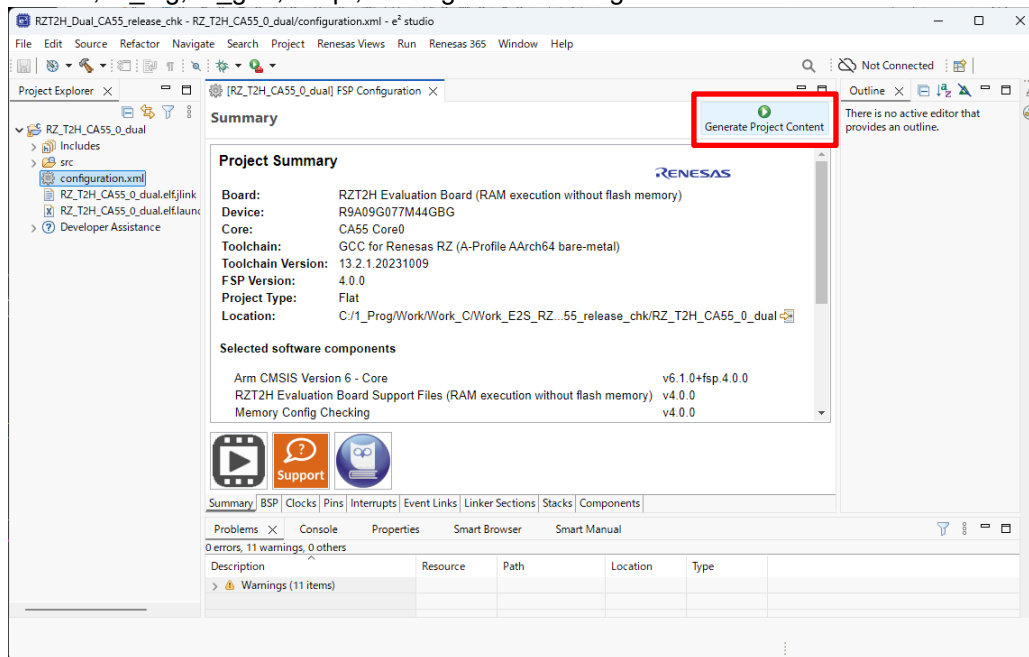 RZT2H_Dual_CA55_release_chk - RZ_T2H_CA55_0_dual/configuration.xml - e² studio
File Edit Source Refactor Navigate Search Project Renesas Views Run Renesas 365 Window Help
Not Connected
Project Explorer
[RZ_T2H_CA55_0_dual] FSP Configuration
Outline
RZ_T2H_CA55_0_dual
Includes
src
configuration.xml
RZ_T2H_CA55_0_dual.elf.jlink
RZ_T2H_CA55_0_dual.elf.launc
Developer Assistance
Summary
Generate Project Content
There is no active editor that
provides an outline.
Project Summary
RENESAS
Board: RZT2H Evaluation Board (RAM execution without flash memory)
Device: R9A09G077M44GBG
Core: CA55 Core0
Toolchain: GCC for Renesas RZ (A-Profile AArch64 bare-metal)
Toolchain Version: 13.2.1.20231009
FSP Version: 4.0.0
Project Type: Flat
Location: C:/1_Prog/Work/Work_C/Work_E2S_RZ...55_release_chk/RZ_T2H_CA55_0_dual
Selected software components
Arm CMSIS Version 6 - Core v6.1.0+fsp.4.0.0
RZT2H Evaluation Board Support Files (RAM execution without flash memory) v4.0.0
Memory Config Checking v4.0.0
Support
Summary BSP Clocks Pins Interrupts Event Links Linker Sections Stacks Components
Problems Console Properties Smart Browser Smart Manual
0 errors, 11 warnings, 0 others
Description Resource Path Location Type
Warnings (11 items)